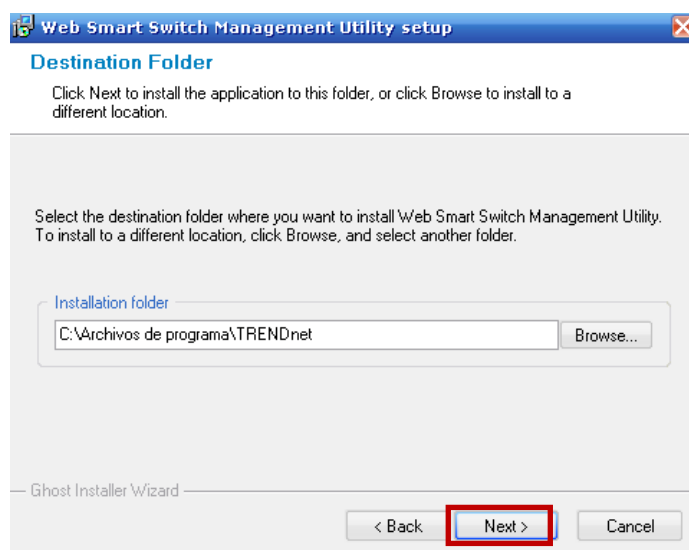 Web Smart Switch Management Utility setup
Destination Folder
Click Next to install the application to this folder, or click Browse to install to a
different location.
Select the destination folder where you want to install Web Smart Switch Management Utility.
To install to a different location, click Browse, and select another folder.
Installation folder
C:\Archivos de programa\TRENDnet
Browse...
Ghost Installer Wizard
< Back
Next >
Cancel